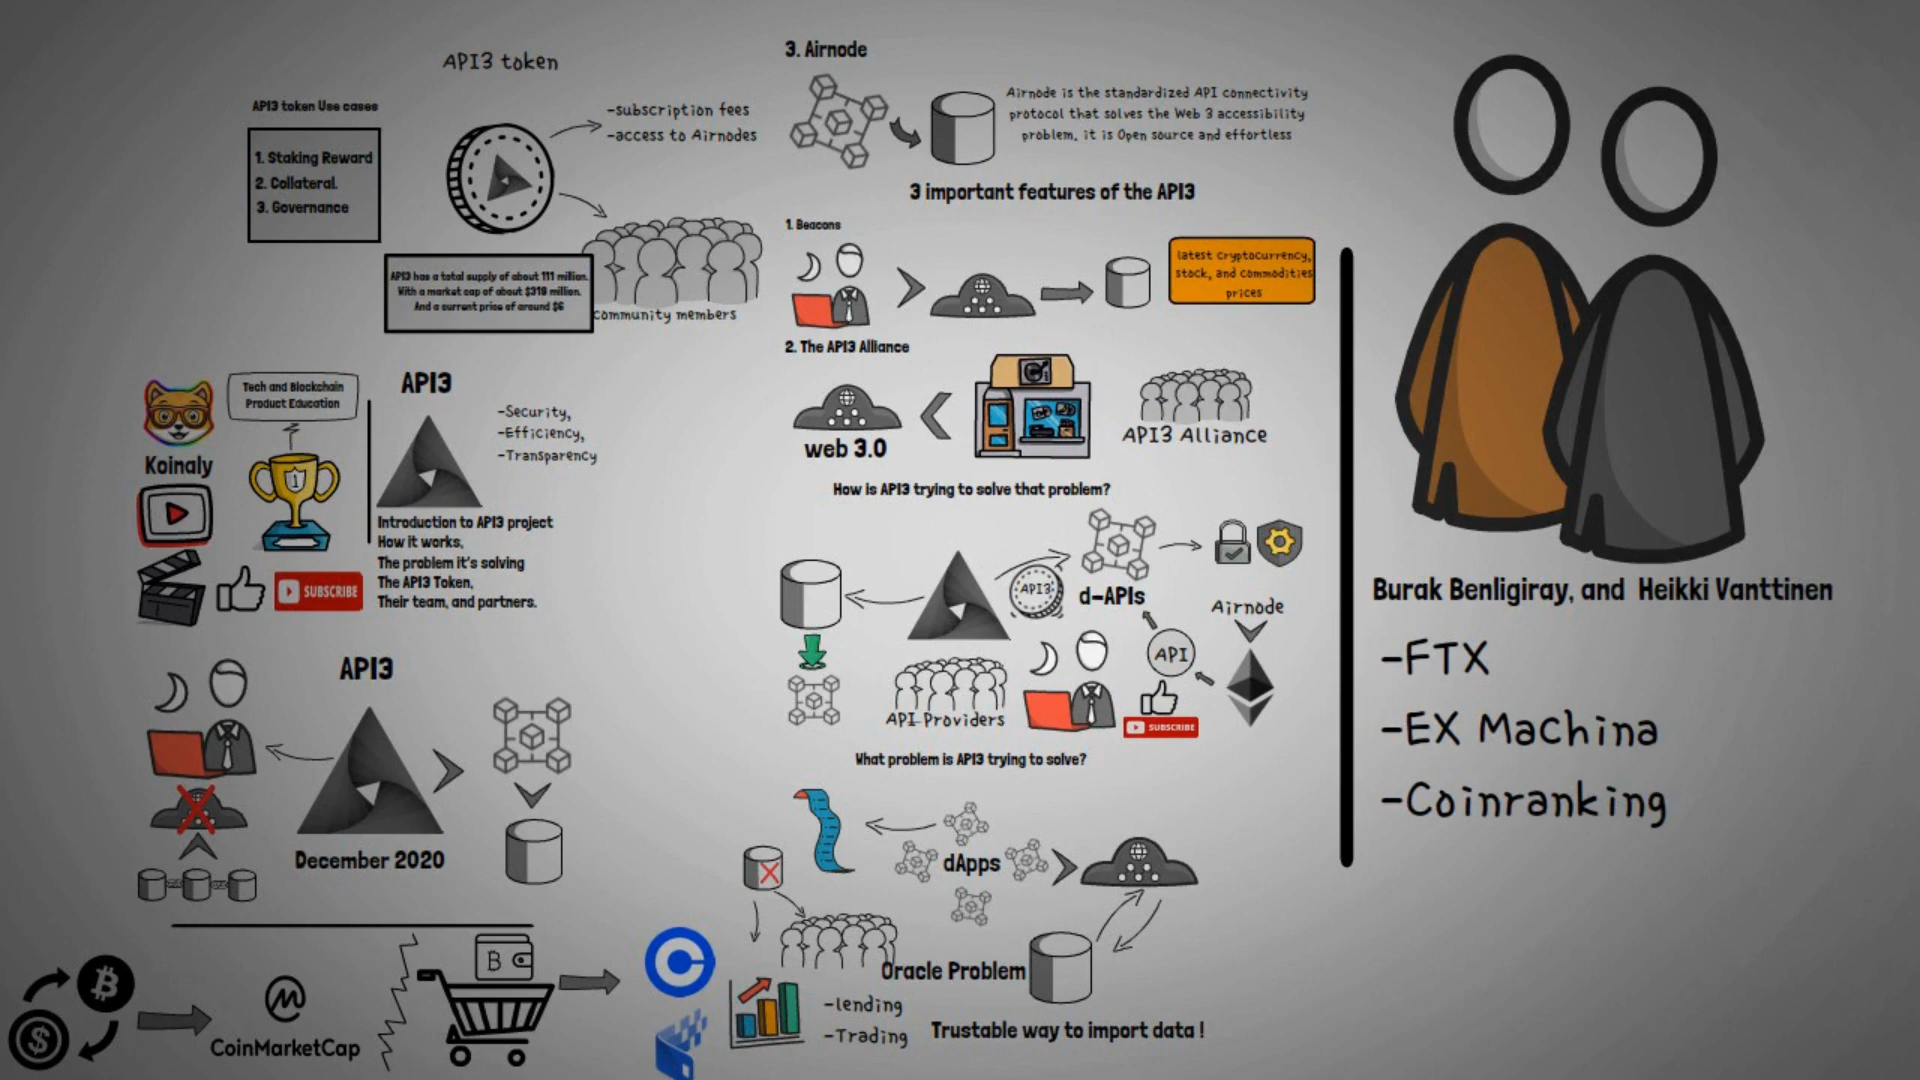 API3 token
API3 token Use cases
1. Staking Reward
2. Collateral.
3. Governance
-subscription fees
-access to Airnodes
API3 has a total supply of about 111 million.
With a market cap of about $319 million.
And a current price of around $6
community members
Koinaly
Tech and Blockchain
Product Education
1
SUBSCRIBE
API3
-Security,
-Efficiency,
-Transparency
Introduction to API3 project
How it works,
The problem it's solving
The API3 Token,
Their team, and partners.
API3
December 2020
CoinMarketCap
3. Airnode
Airnode is the standardized API connectivity
protocol that solves the Web 3 accessibility
problem, it is Open source and effortless
3 important features of the API3
1. Beacons
latest cryptocurrency,
stock, and commodities
prices
2. The API3 Alliance
web 3.0
API3 Alliance
How is API3 trying to solve that problem?
API3
d-APIs
Airnode
API
API-Providers
SUBSCRIBE
What problem is API3 trying to solve?
dApps
Oracle Problem
-lending
-Trading
Trustable way to import data !
Burak Benligiray, and Heikki Vanttinen
-FTX
-EX Machina
-Coinranking